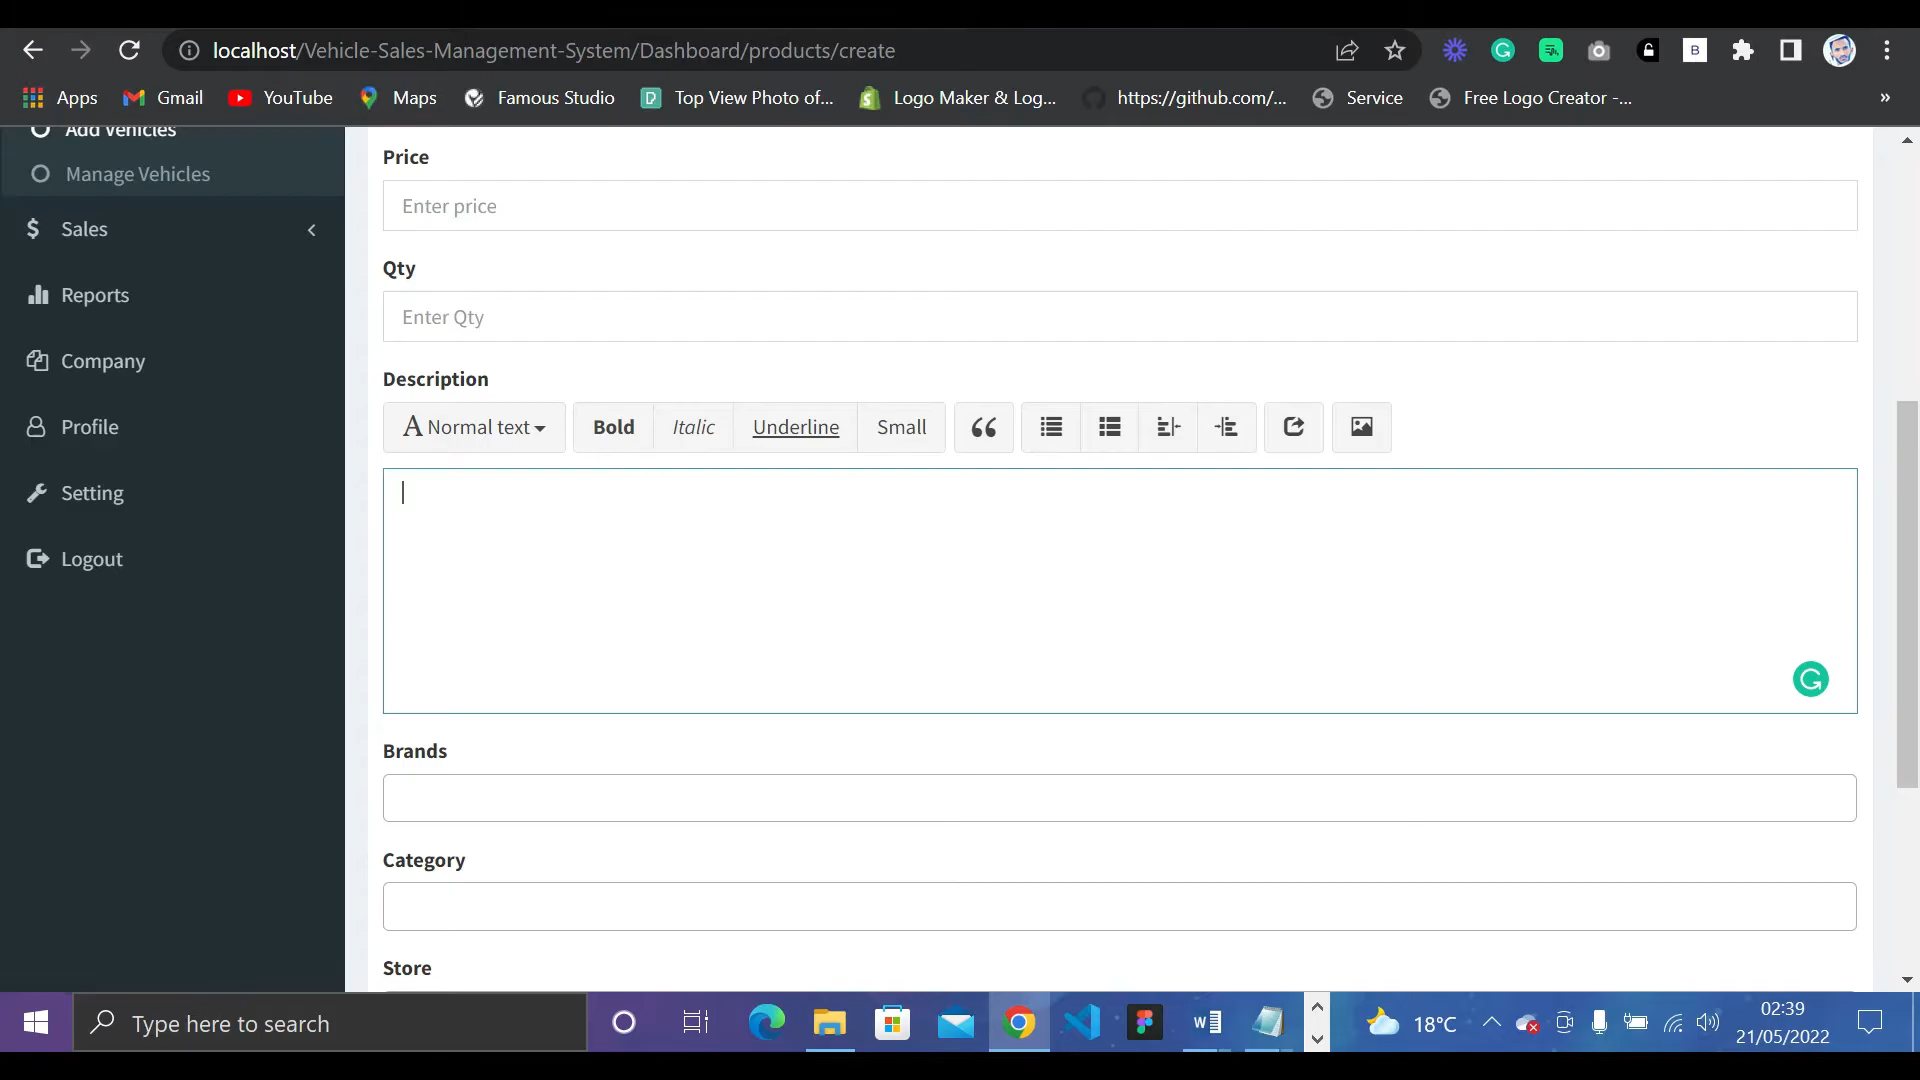 localhost/Vehicle-Sales-Management-System/Dashboard/products/create
B
Apps Gmail YouTube Maps Famous Studio Top View Photo of... Logo Maker & Log... https://github.com/... Service Free Logo Creator -... »
Add Vehicles
Manage Vehicles
Sales
Reports
Company
Profile
Setting
Logout
Price
Enter price
Qty
Enter Qty
Description
A Normal text Bold Italic Underline Small
Brands
Category
Store
Type here to search
18°C
02:39
21/05/2022